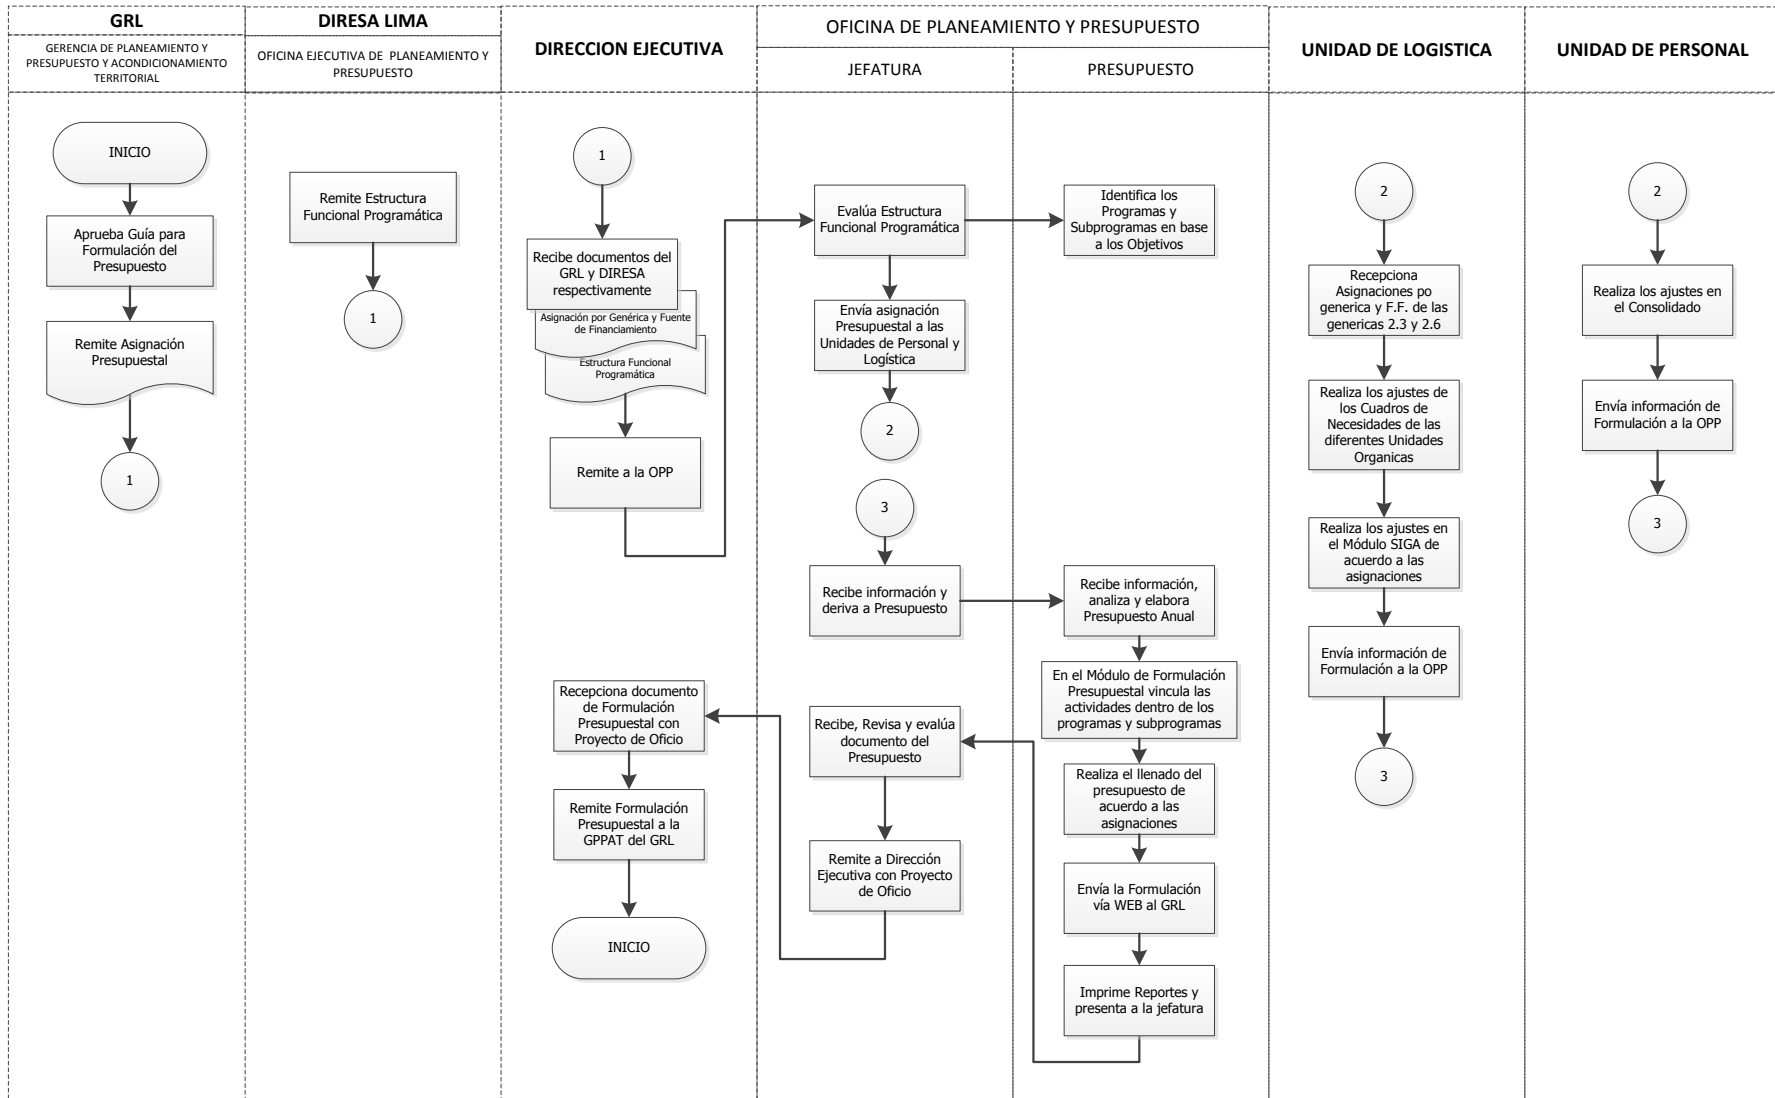 GRL
GERENCIA DE PLANEAMIENTO Y
PRESUPUESTO Y ACONDICIONAMIENTO
TERRITORIAL
DIRESA LIMA
OFICINA EJECUTIVA DE PLANEAMIENTO Y
PRESUPUESTO
DIRECCION EJECUTIVA
OFICINA DE PLANEAMIENTO Y PRESUPUESTO
JEFATURA
PRESUPUESTO
UNIDAD DE LOGISTICA
UNIDAD DE PERSONAL
INICIO
Aprueba Guía para
Formulación del
Presupuesto
Remite Asignación
Presupuestal
1
Remite Estructura
Funcional Programática
1
1
Recibe documentos del
GRL y DIRESA
respectivamente
Asignación por Genérica y Fuente
de Financiamiento
Estructura Funcional
Programática
Remite a la OPP
Recepciona documento
de Formulación
Presupuestal con
Proyecto de Oficio
Remite Formulación
Presupuestal a la
GPPAT del GRL
INICIO
Evalúa Estructura
Funcional Programática
Envía asignación
Presupuestal a las
Unidades de Personal y
Logística
2
3
Recibe información y
deriva a Presupuesto
Recibe, Revisa y evalúa
documento del
Presupuesto
Remite a Dirección
Ejecutiva con Proyecto
de Oficio
Identifica los
Programas y
Subprogramas en base
a los Objetivos
Recibe información,
analiza y elabora
Presupuesto Anual
En el Módulo de Formulación
Presupuestal vincula las
actividades dentro de los
programas y subprogramas
Realiza el llenado del
presupuesto de
acuerdo a las
asignaciones
Envía la Formulación
vía WEB al GRL
Imprime Reportes y
presenta a la jefatura
2
Recepciona
Asignaciones po
generica y F.F. de las
genericas 2.3 y 2.6
Realiza los ajustes de
los Cuadros de
Necesidades de las
diferentes Unidades
Organicas
Realiza los ajustes en
el Módulo SIGA de
acuerdo a las
asignaciones
Envía información de
Formulación a la OPP
3
2
Realiza los ajustes en
el Consolidado
Envía información de
Formulación a la OPP
3